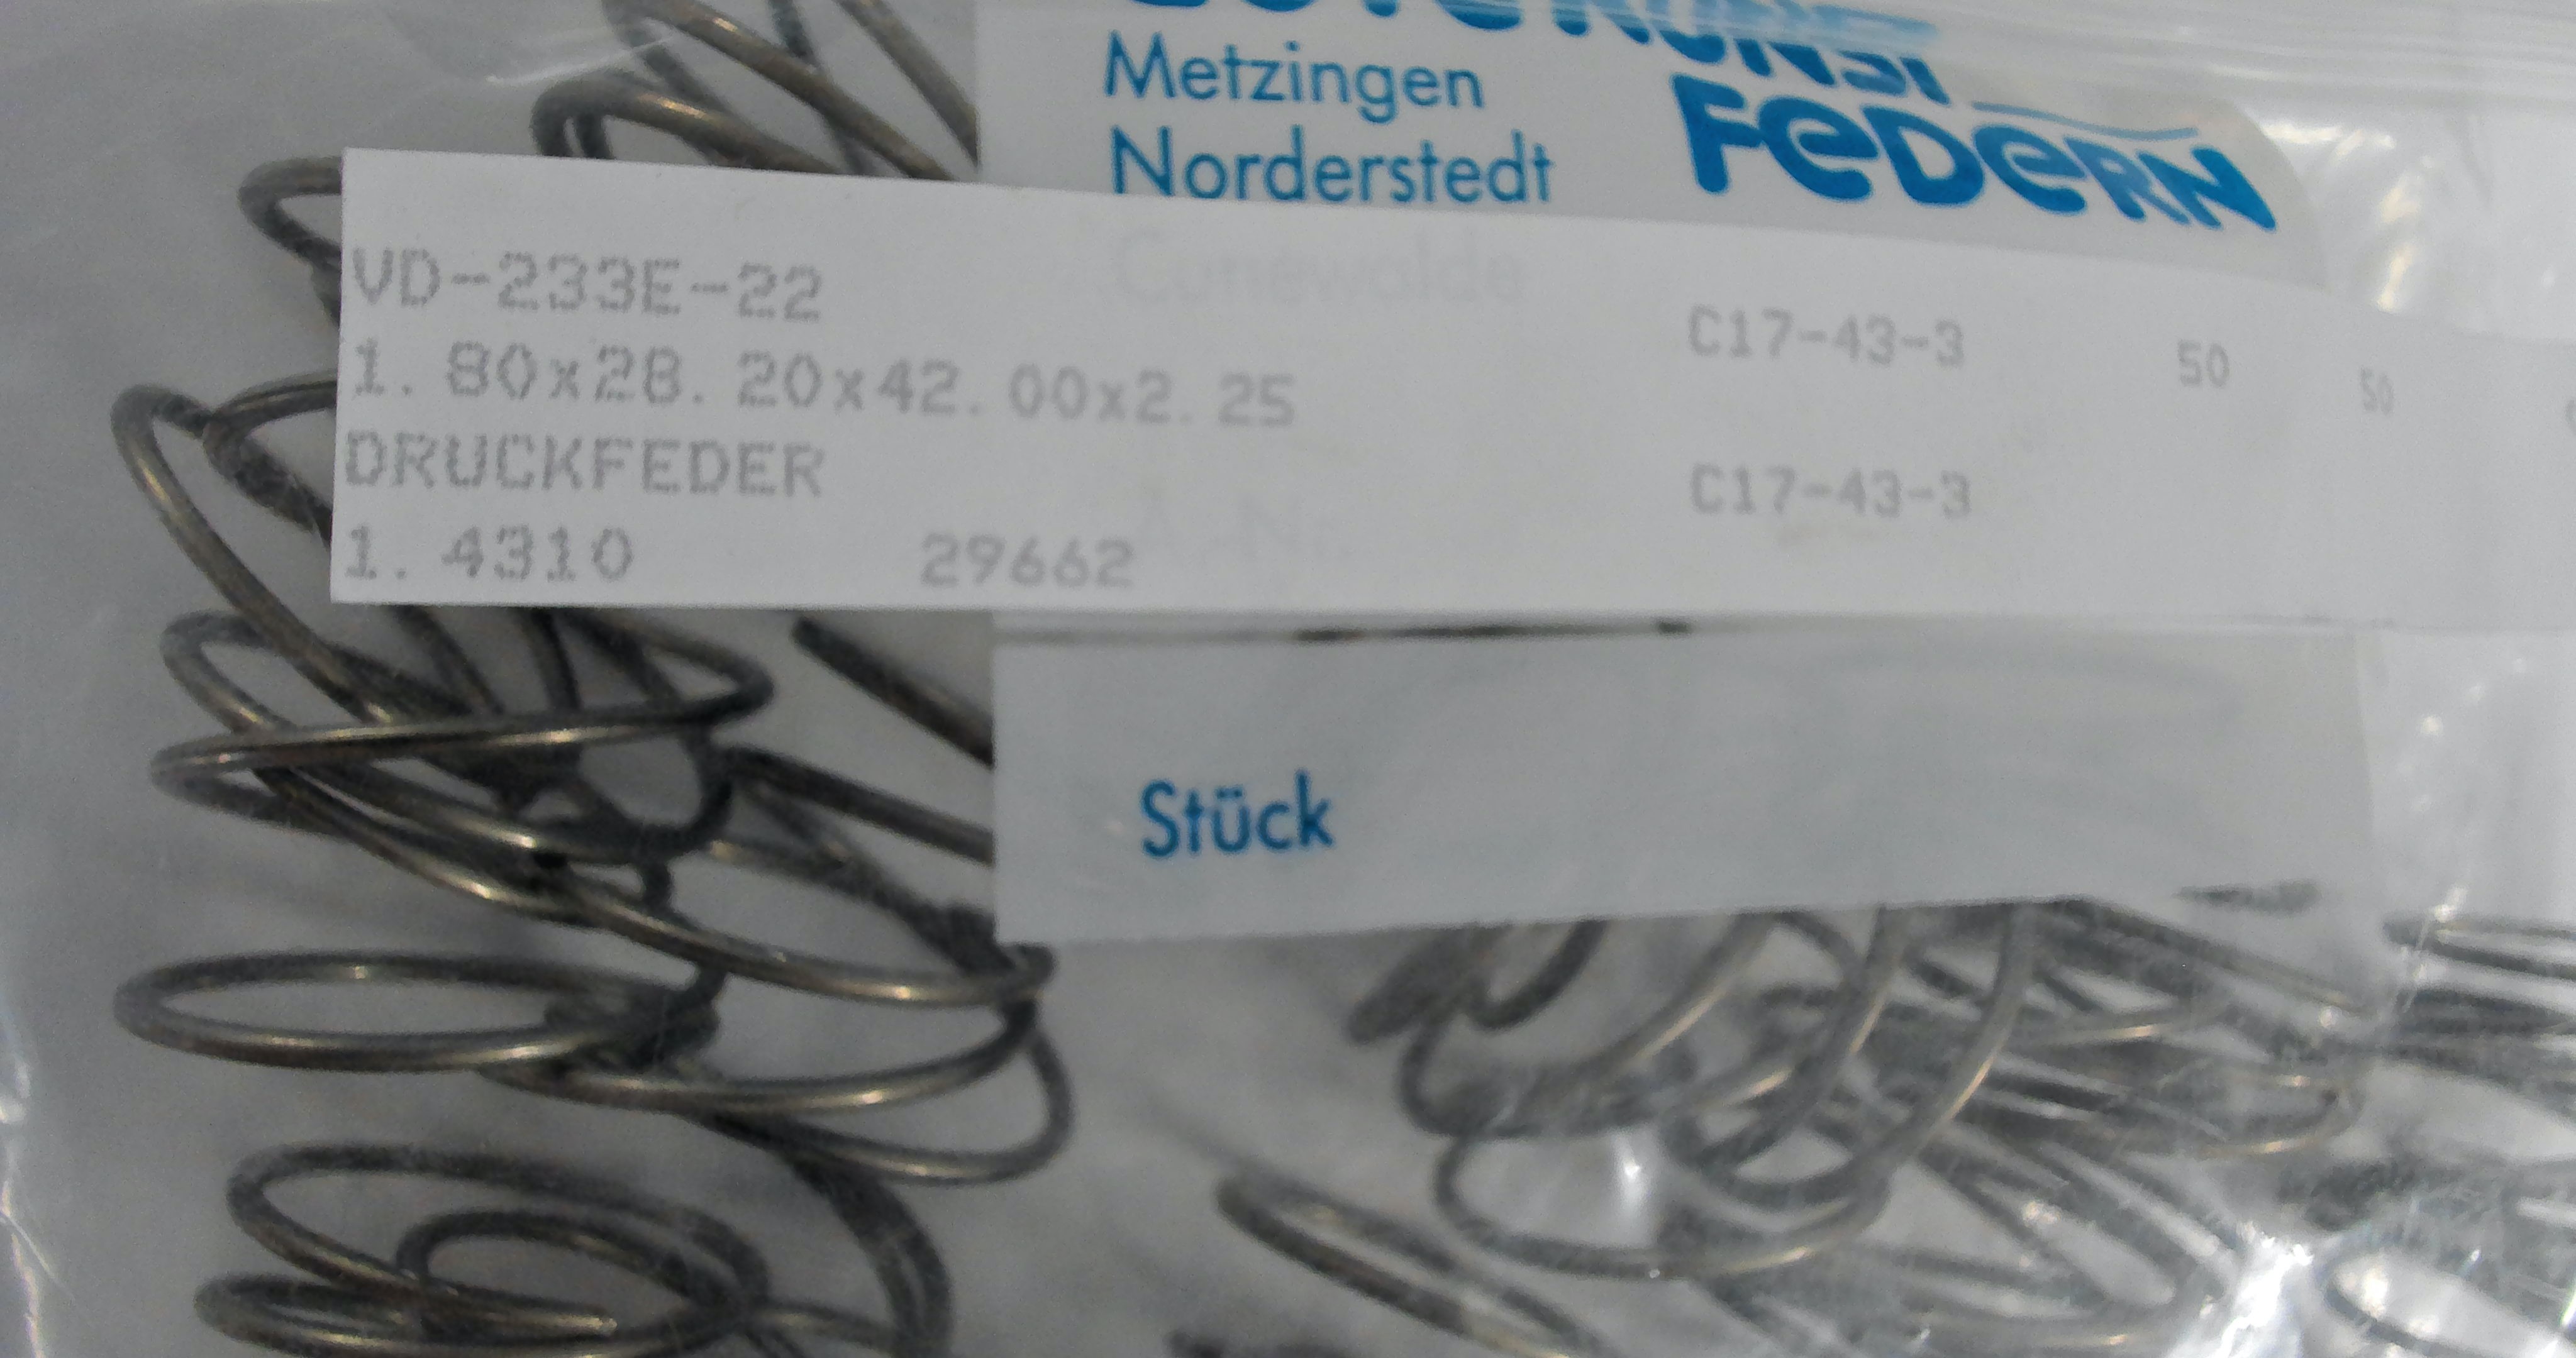 Metzingen
Norderstedt
FeDeRN
VD-233E-22
1.80x28.20x42.00x2.25
DRUCKFEDER
1.4310 29662
C17-43-3 50 50
C17-43-3
Cunewalde
Stück